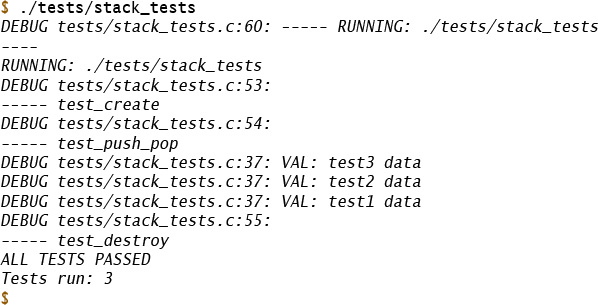 $ ./tests/stack_tests
DEBUG tests/stack_tests.c:60: ----- RUNNING: ./tests/stack_tests
----
RUNNING: ./tests/stack_tests
DEBUG tests/stack_tests.c:53:
----- test_create
DEBUG tests/stack_tests.c:54:
----- test_push_pop
DEBUG tests/stack_tests.c:37: VAL: test3 data
DEBUG tests/stack_tests.c:37: VAL: test2 data
DEBUG tests/stack_tests.c:37: VAL: test1 data
DEBUG tests/stack_tests.c:55:
----- test_destroy
ALL TESTS PASSED
Tests run: 3
$